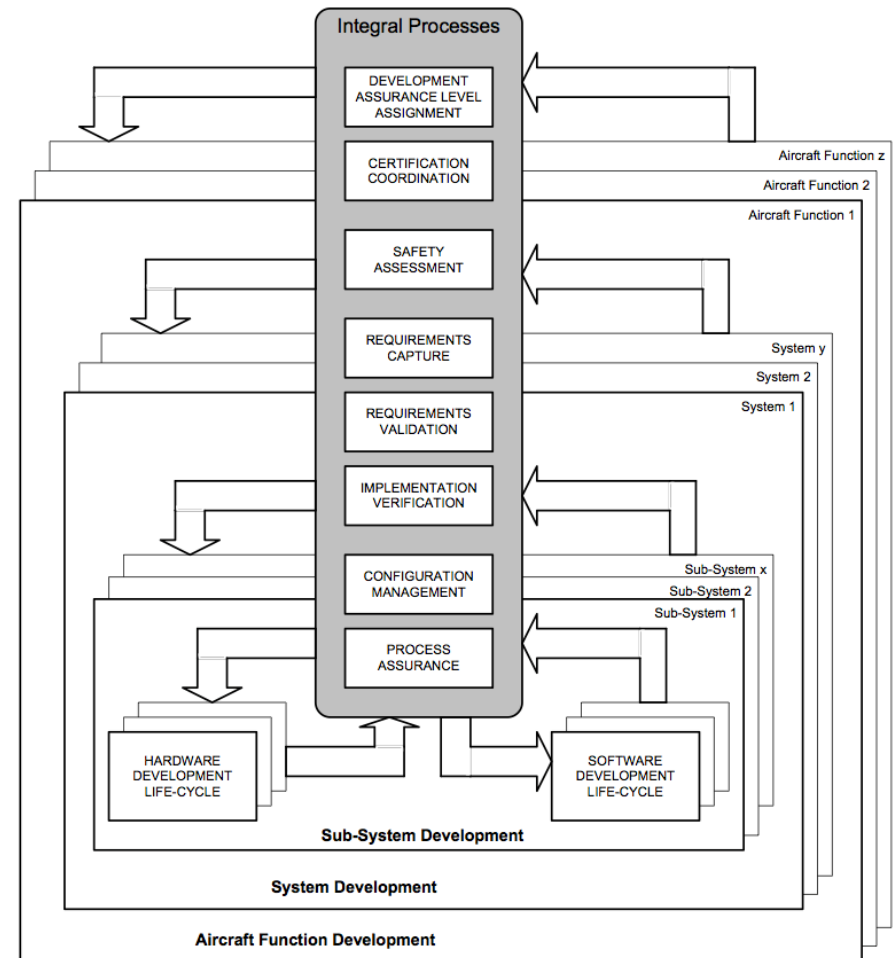 Integral Processes
DEVELOPMENT
ASSURANCE LEVEL
ASSIGNMENT
CERTIFICATION
COORDINATION
Aircraft Function z
Aircraft Function 2
Aircraft Function 1
SAFETY
ASSESSMENT
REQUIREMENTS
CAPTURE
System y
System 2
System 1
REQUIREMENTS
VALIDATION
IMPLEMENTATION
VERIFICATION
CONFIGURATION
MANAGEMENT
Sub-System x
Sub-System 2
Sub-System 1
PROCESS
ASSURANCE
HARDWARE
DEVELOPMENT
LIFE-CYCLE
SOFTWARE
DEVELOPMENT
LIFE-CYCLE
Sub-System Development
System Development
Aircraft Function Development